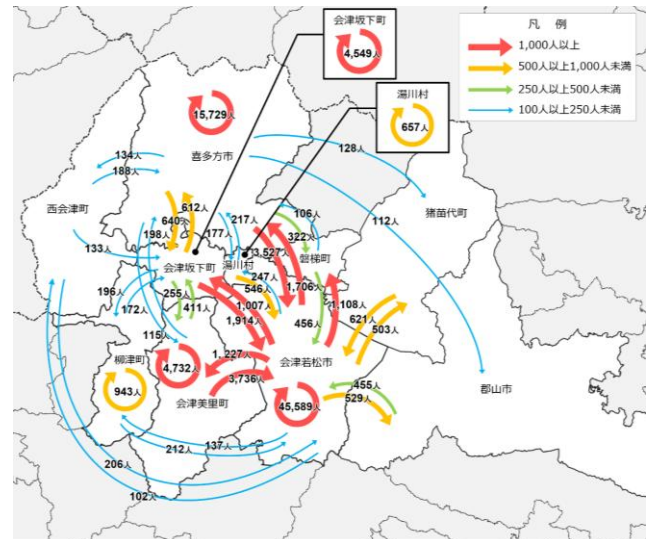 会津坂下町
4,549人
凡 例
1,000人以上
500人以上1,000人未満
250人以上500人未満
100人以上250人未満
湯川村
657人
15,729人
喜多方市
134人
188人
128人
西会津町
猪苗代町
112人
612人
640人
217人
106人
198人
177人
322人
133人
3,527人
磐梯町
会津坂下町
湯川村
247人
546人
1,706人
196人
255人
1,007人
1,108人
172人
411人
1,914人
621人
456人
503人
115人
1,227人
会津若松市
柳津町
4,732人
3,736人
455人
郡山市
943人
会津美里町
45,589人
529人
137人
212人
206人
102人